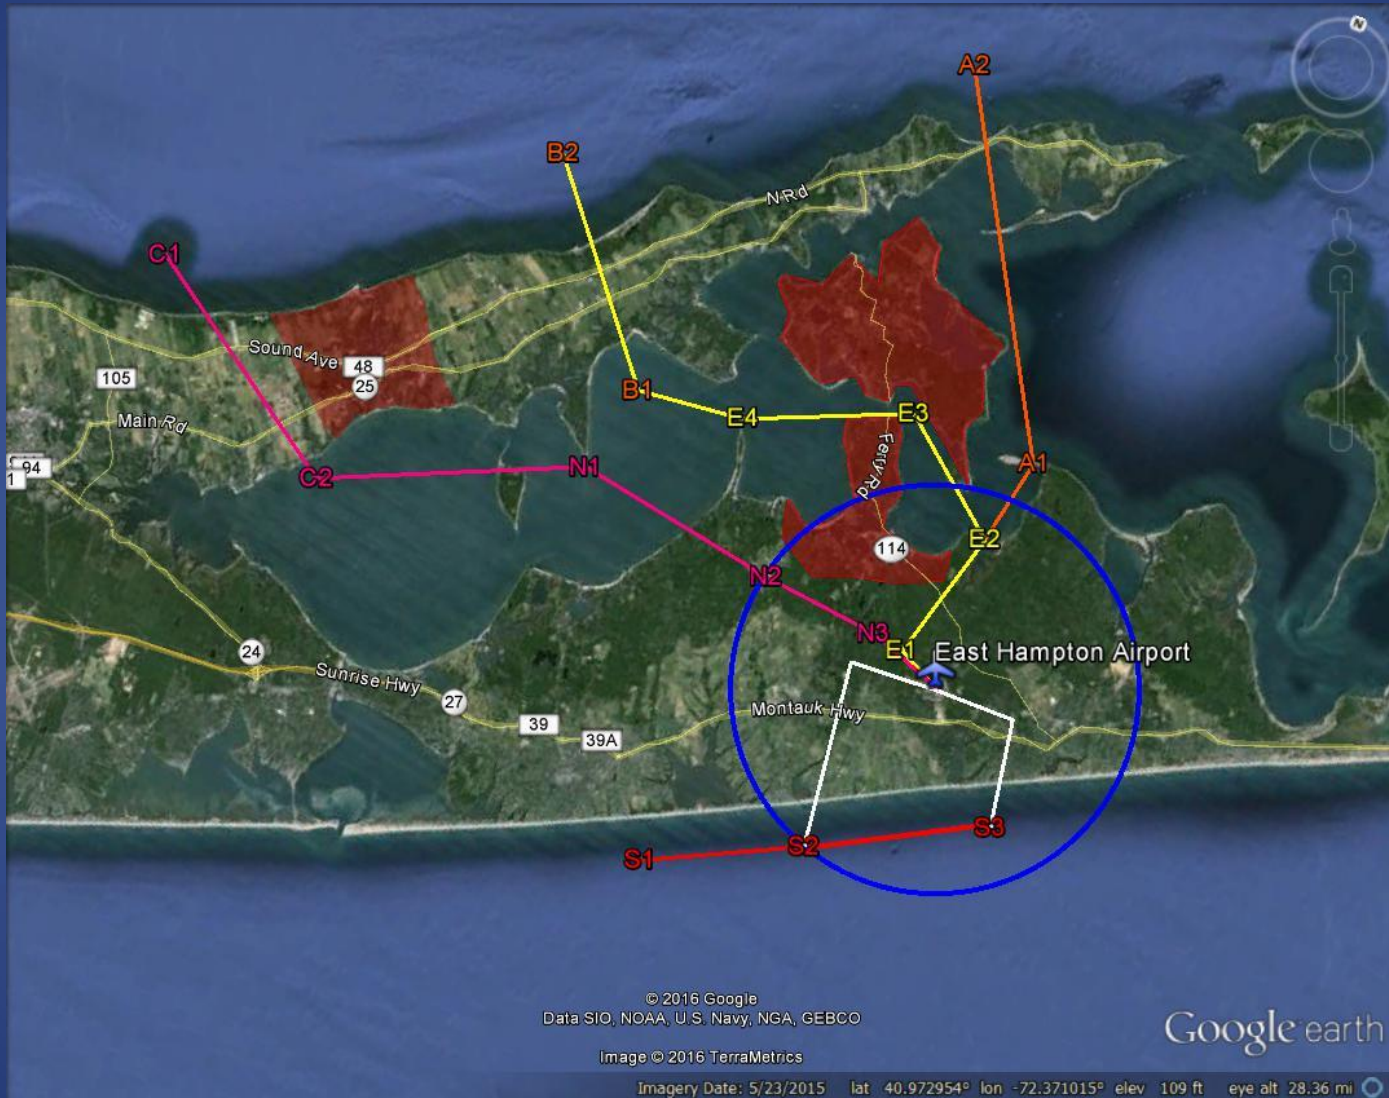 N
A2
B2
N Rd
C1
Sound Ave
48
105
25
B1
E4
E3
Main Rd
94
1
Ferry Rd
C2
N1
A1
E2
114
N2
N3
E1
East Hampton Airport
24
Sunrise Hwy
27
39
39A
Montauk Hwy
S1
S2
S3
© 2016 Google
Data SIO, NOAA, U.S. Navy, NGA, GEBCO
Image © 2016 TerraMetrics
Google earth
Imagery Date: 5/23/2015 lat 40.972954° lon -72.371015° elev 109 ft eye alt 28.36 mi